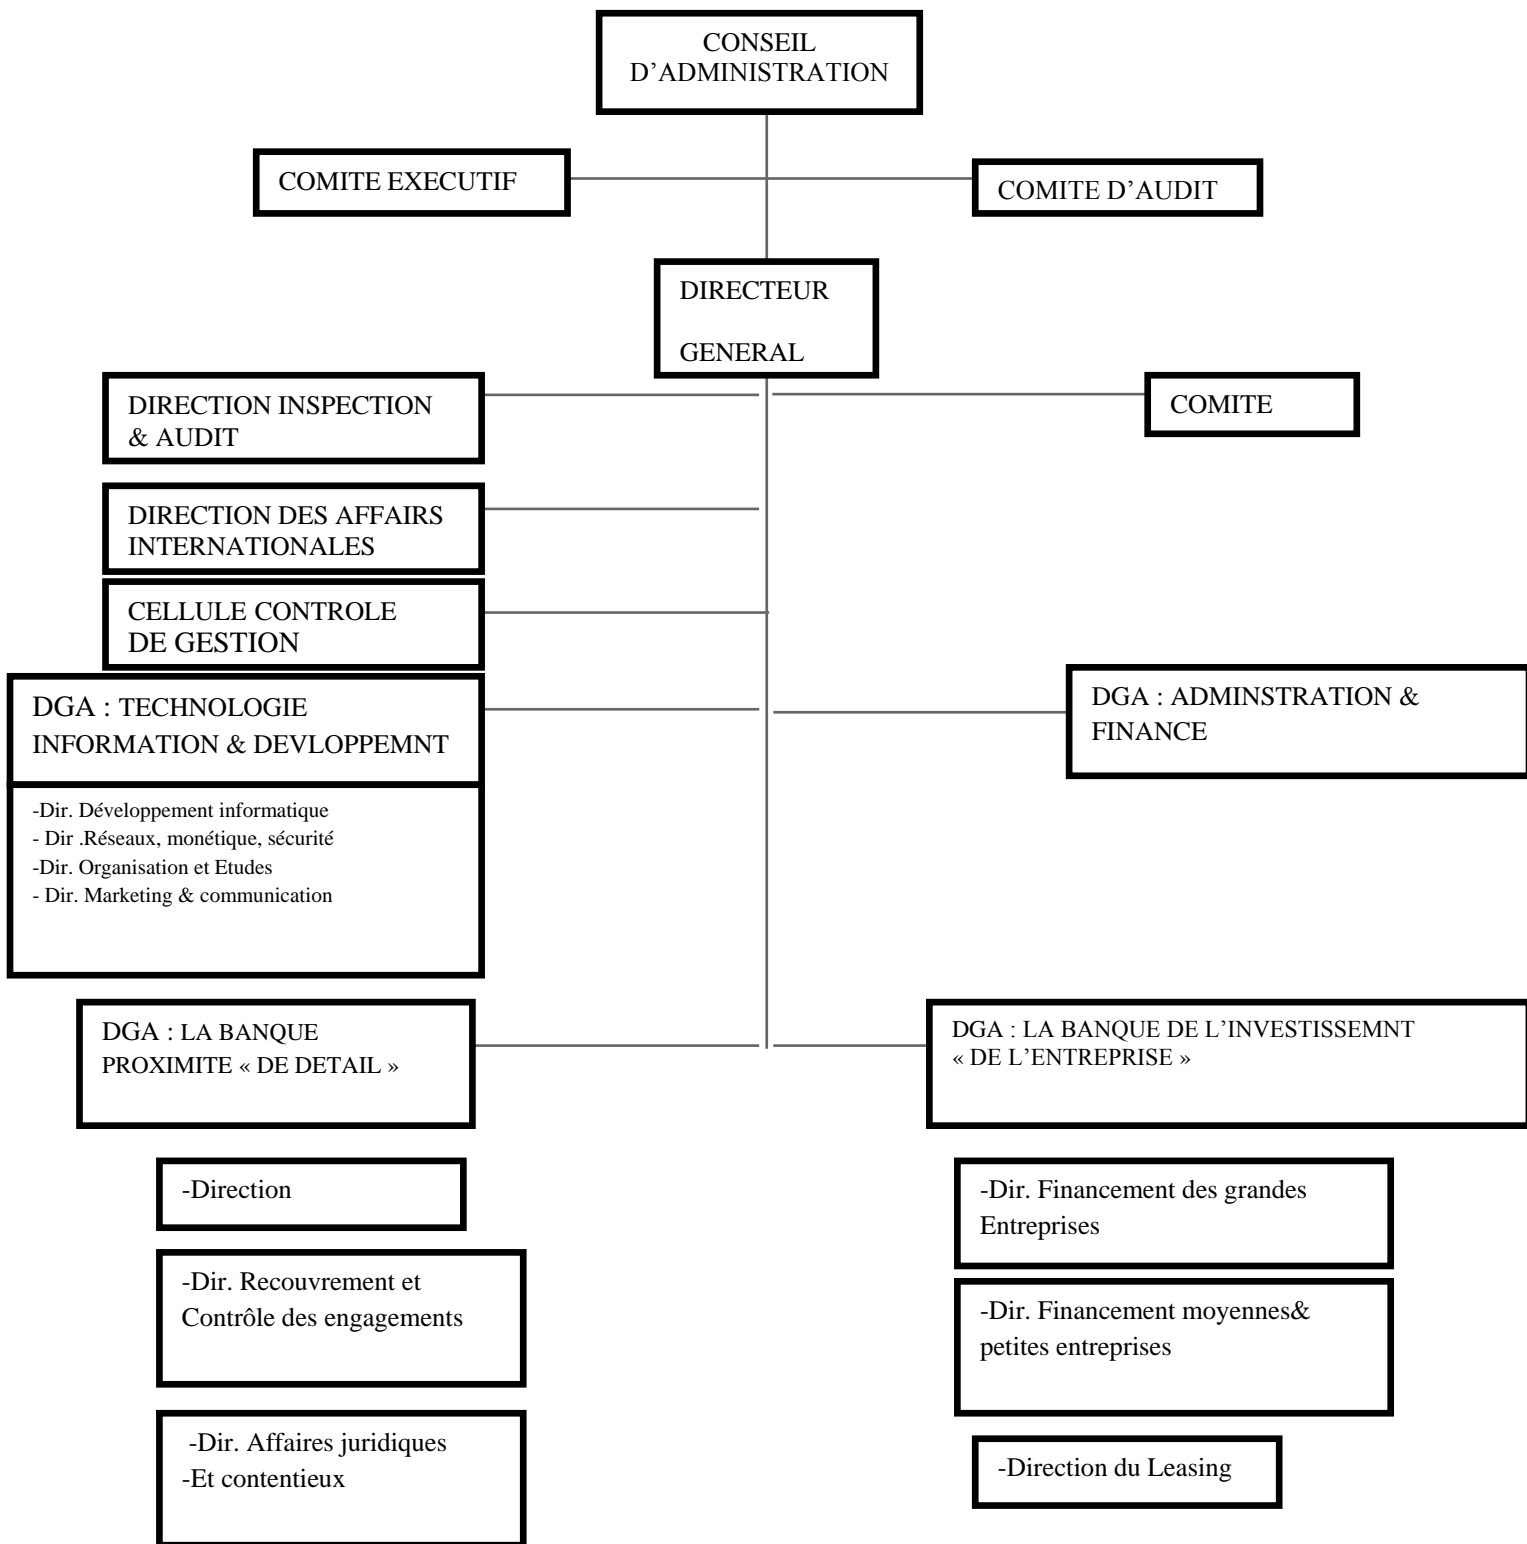 CONSEIL
D’ADMINISTRATION
COMITE EXECUTIF
COMITE D’AUDIT
DIRECTEUR
GENERAL
DIRECTION INSPECTION
& AUDIT
COMITE
DIRECTION DES AFFAIRS
INTERNATIONALES
CELLULE CONTROLE
DE GESTION
DGA : TECHNOLOGIE
INFORMATION & DEVLOPPEMNT
DGA : ADMINSTRATION &
FINANCE
-Dir. Développement informatique
- Dir .Réseaux, monétique, sécurité
-Dir. Organisation et Etudes
- Dir. Marketing & communication
DGA : LA BANQUE
PROXIMITE « DE DETAIL »
DGA : LA BANQUE DE L’INVESTISSEMNT
« DE L’ENTREPRISE »
-Direction
-Dir. Recouvrement et
Contrôle des engagements
-Dir. Affaires juridiques
-Et contentieux
-Dir. Financement des grandes
Entreprises
-Dir. Financement moyennes&
petites entreprises
-Direction du Leasing